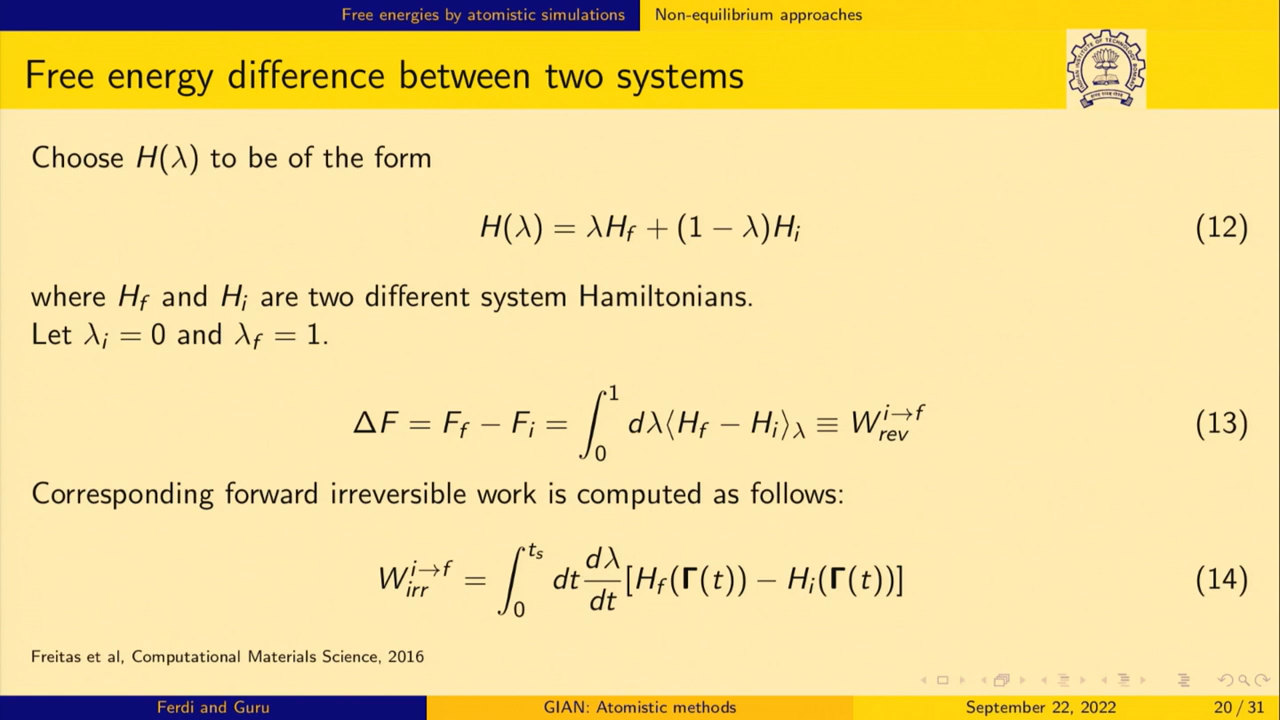 Free energies by atomistic simulations Non-equilibrium approaches
Free energy difference between two systems
Choose H(λ) to be of the form
H(λ) = λH_f + (1 − λ)H_i (12)
where H_f and H_i are two different system Hamiltonians.
Let λ_i = 0 and λ_f = 1.
ΔF = F_f − F_i = ∫_0^1 dλ⟨H_f − H_i⟩_λ ≡ W_{rev}^{i→f} (13)
Corresponding forward irreversible work is computed as follows:
W_{irr}^{i→f} = ∫_0^{t_s} dt dλ/dt [H_f(Γ(t)) − H_i(Γ(t))] (14)
Freitas et al, Computational Materials Science, 2016
Ferdi and Guru GIAN: Atomistic methods September 22, 2022 20 / 31